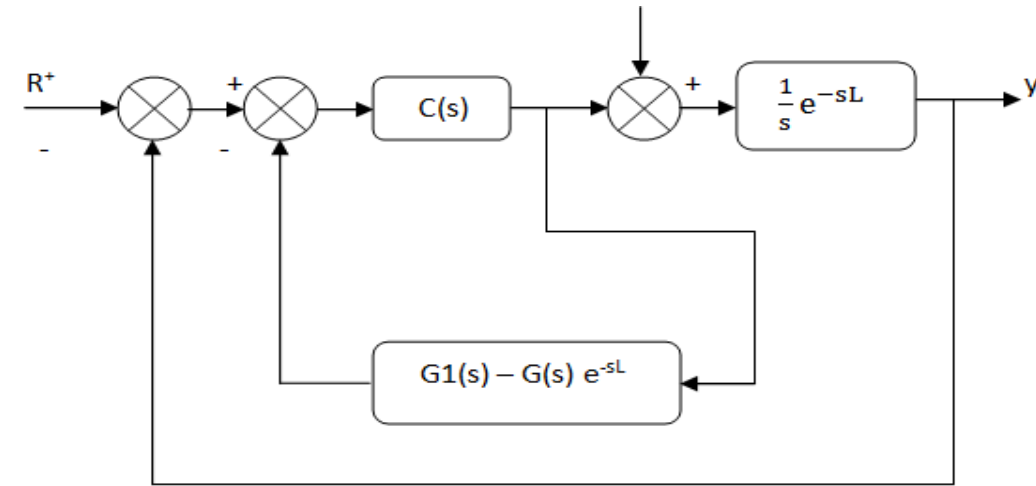 R⁺
-
+
-
C(s)
+
1
s e⁻ˢᴸ
y
G1(s) – G(s) e⁻ˢᴸ